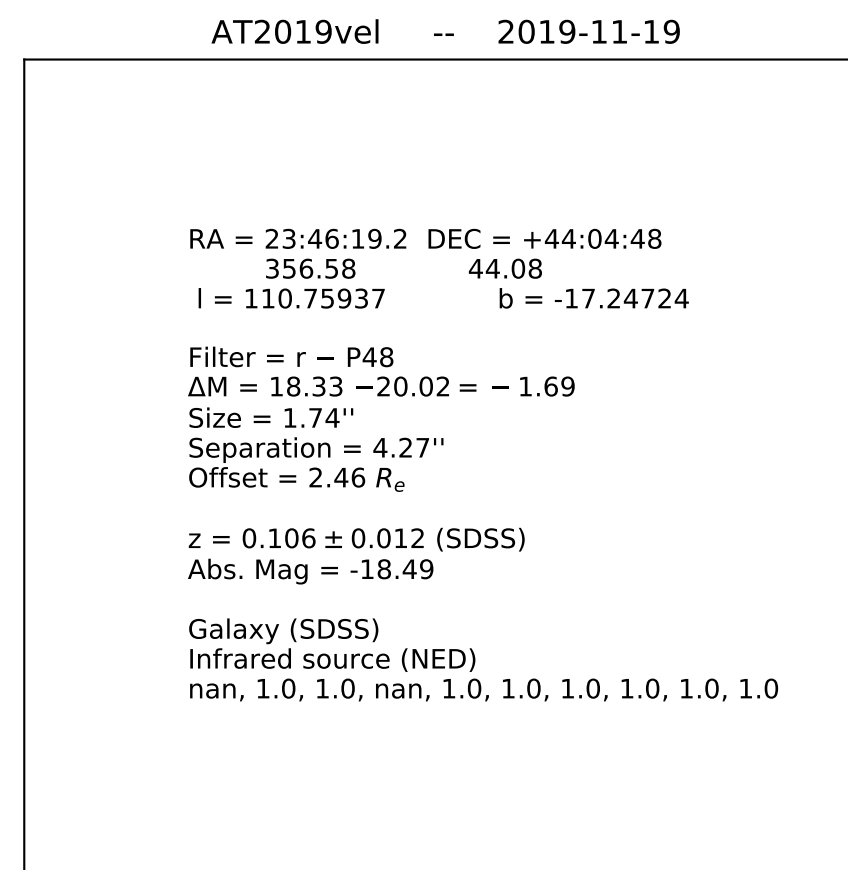 AT2019vel -- 2019-11-19
RA = 23:46:19.2 DEC = +44:04:48
356.58 44.08
l = 110.75937 b = -17.24724
Filter = r − P48
ΔM = 18.33 −20.02 = − 1.69
Size = 1.74''
Separation = 4.27''
Offset = 2.46 Rₑ
z = 0.106 ± 0.012 (SDSS)
Abs. Mag = -18.49
Galaxy (SDSS)
Infrared source (NED)
nan, 1.0, 1.0, nan, 1.0, 1.0, 1.0, 1.0, 1.0, 1.0